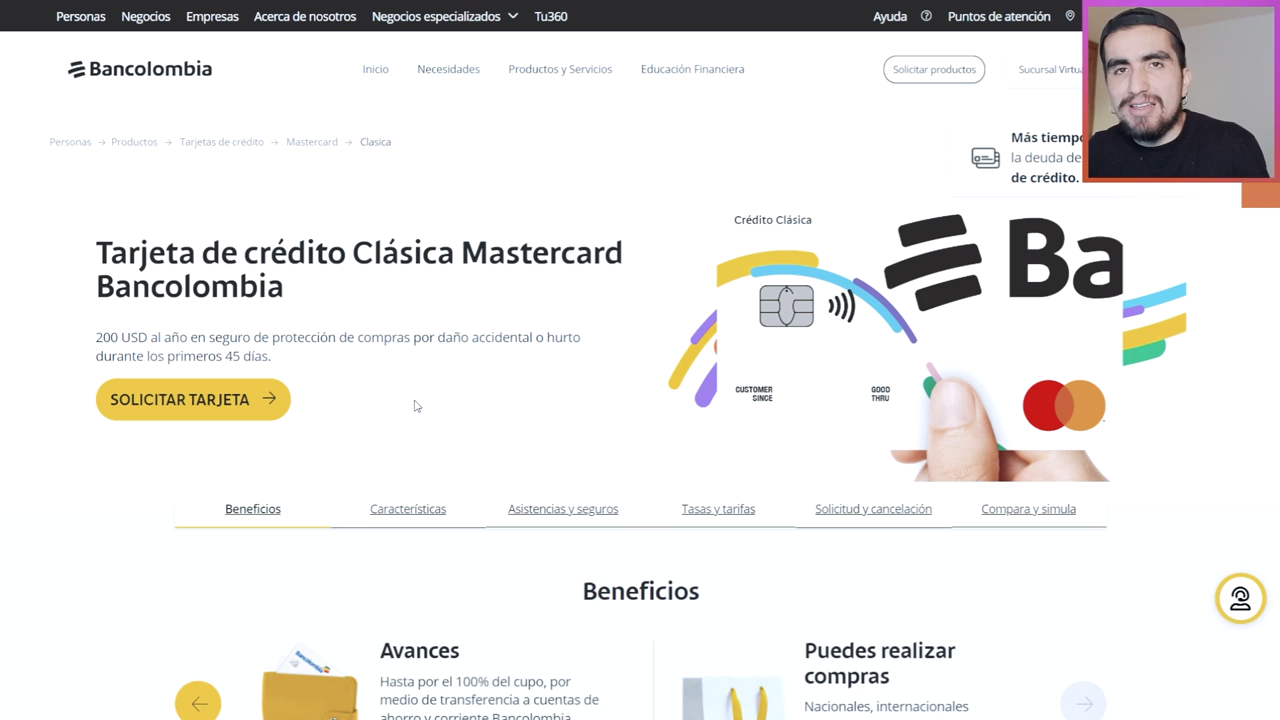 Personas Negocios Empresas Acerca de nosotros Negocios especializados Tu360 Ayuda Puntos de atención
Bancolombia Inicio Necesidades Productos y Servicios Educación Financiera Solicitar productos Sucursal
Personas → Productos → Tarjetas de crédito → Mastercard → Clasica
Más
la deuda de
de crédito.
Tarjeta de crédito Clásica Mastercard
Bancolombia
200 USD al año en seguro de protección de compras por daño accidental o hurto
durante los primeros 45 días.
SOLICITAR TARJETA →
Crédito Clásica
Ba
CUSTOMER
SINCE
GOOD
THRU
Beneficios Características Asistencias y seguros Tasas y tarifas Solicitud y cancelación Compara y simula
Beneficios
Bancolombia
Avances
Hasta por el 100% del cupo, por
medio de transferencia a cuentas de
ahorro y corriente Bancolombia
Puedes realizar
compras
Nacionales, internacionales